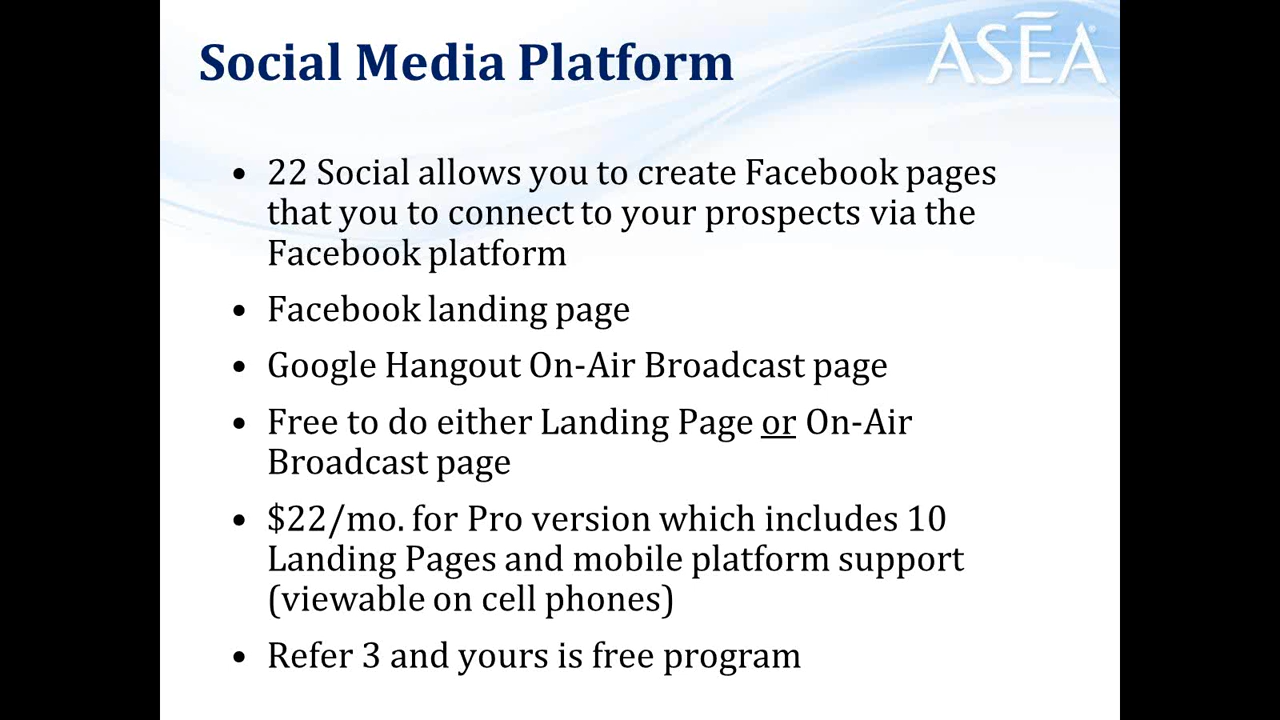 Social Media Platform
ASEA
• 22 Social allows you to create Facebook pages
that you to connect to your prospects via the
Facebook platform
• Facebook landing page
• Google Hangout On-Air Broadcast page
• Free to do either Landing Page or On-Air
Broadcast page
• $22/mo. for Pro version which includes 10
Landing Pages and mobile platform support
(viewable on cell phones)
• Refer 3 and yours is free program